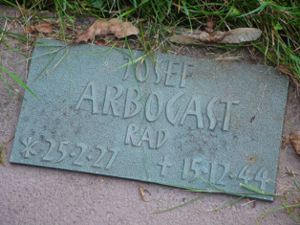 JOSEF
ARBOGAST
RAD
* 25·2·27 + 15·12·44